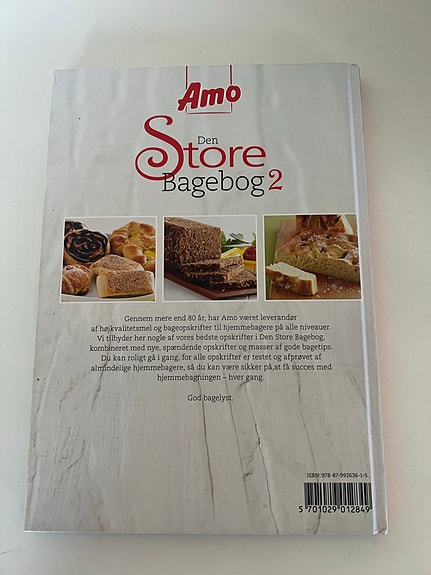 Amo
Den
Store
Bagebog 2
Gennem mere end 80 år, har Amo været leverandør
af højkvalitetsmel og bageopskrifter til hjemmebagere på alle niveauer.
Vi tilbyder her nogle af vores bedste opskrifter i Den Store Bagebog,
kombineret med nye, spændende opskrifter og masser af gode bagetips.
Du kan roligt gå i gang, for alle opskrifter er testet og afprøvet af
almindelige hjemmebagere, så du kan være sikker på,at få succes med
hjemmebagningen – hver gang.
God bagelyst.
ISBN: 978-87-992636-1-5
5 701029 012849